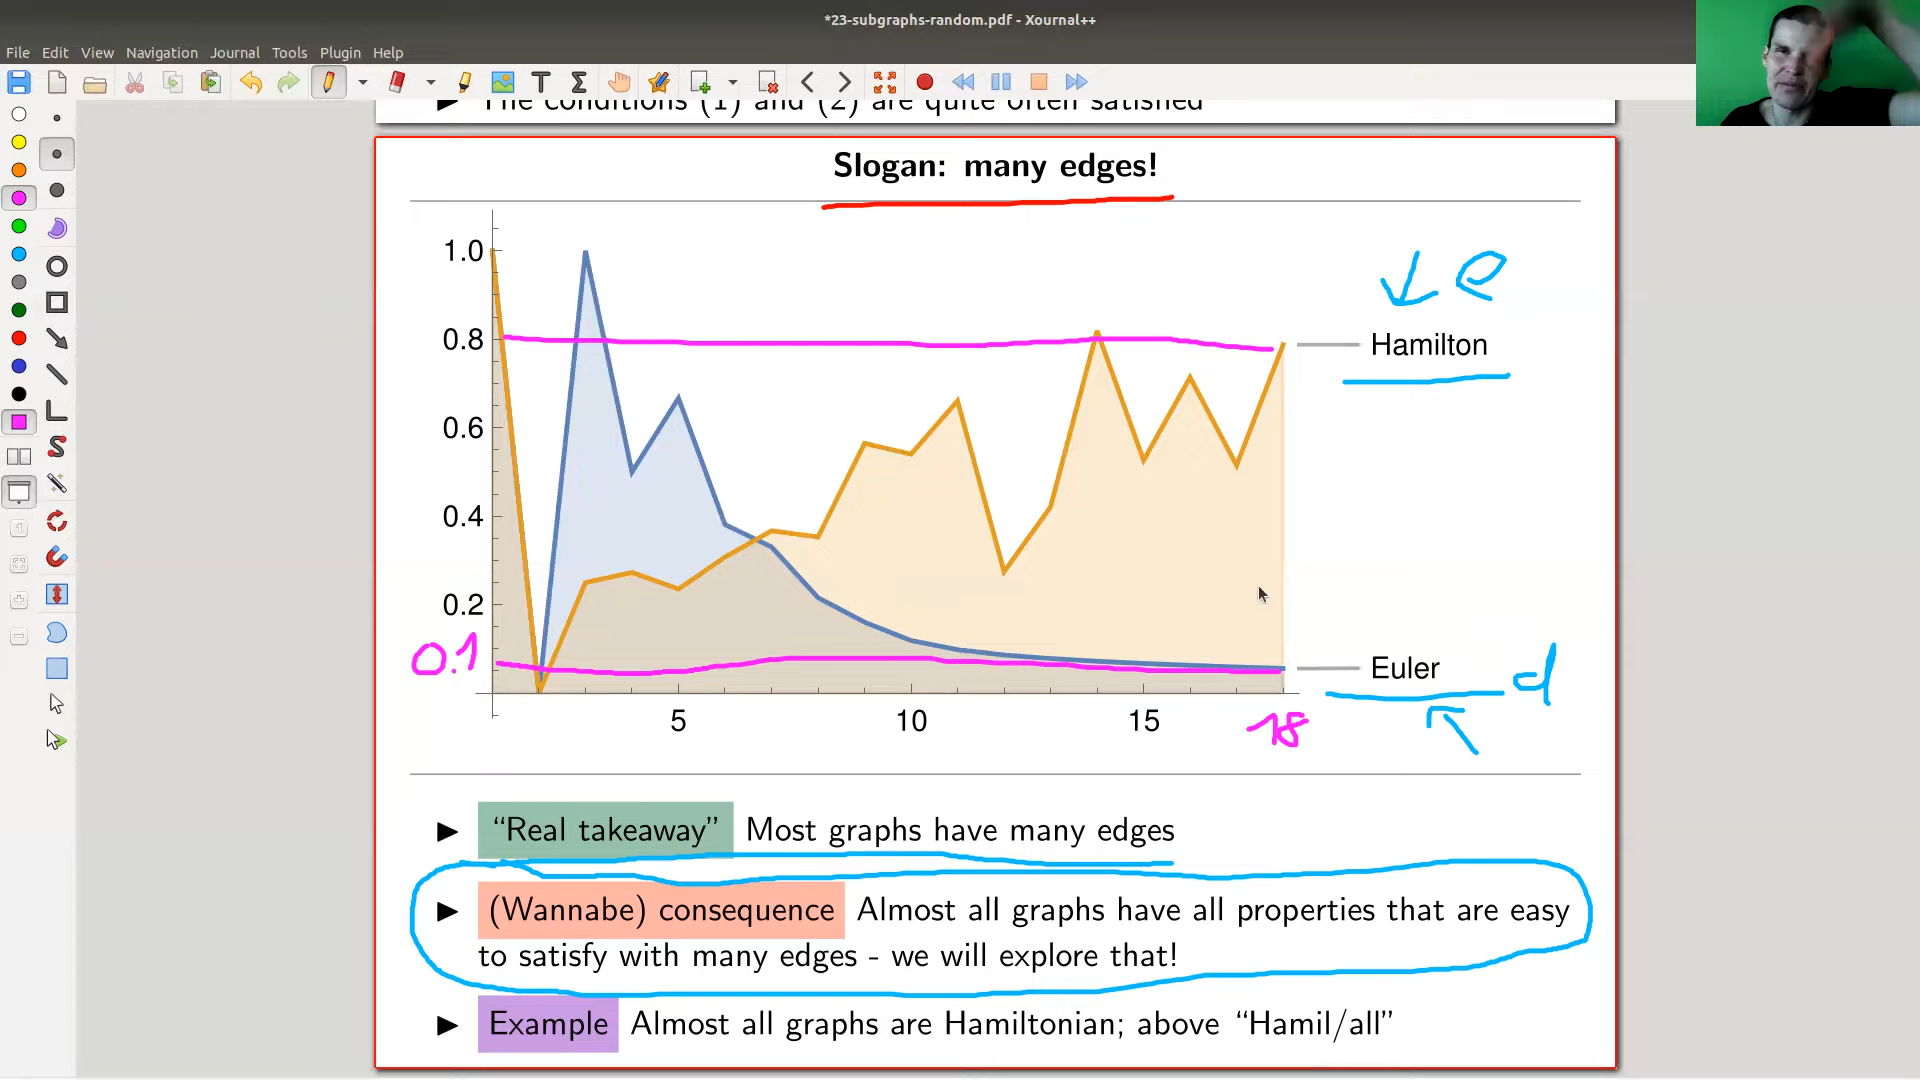 *23-subgraphs-random.pdf - Xournal++
File Edit View Navigation Journal Tools Plugin Help
► The conditions (1) and (2) are quite often satisfied
Slogan: many edges!
1.0
0.8
0.6
0.4
0.2
0.1
5 10 15 18
e
Hamilton
Euler
d
► “Real takeaway” Most graphs have many edges
► (Wannabe) consequence Almost all graphs have all properties that are easy
to satisfy with many edges - we will explore that!
► Example Almost all graphs are Hamiltonian; above “Hamil/all”